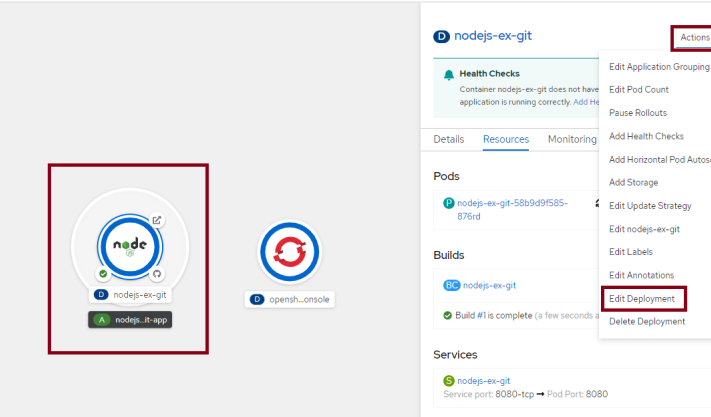 D nodejs-ex-git
Actions
Health Checks
Container nodejs-ex-git does not have
application is running correctly. Add He
Details Resources Monitoring
Pods
P nodejs-ex-git-58b9d9f585-
876rd
Builds
BC nodejs-ex-git
Build #1 is complete (a few seconds a
Services
S nodejs-ex-git
Service port: 8080-tcp → Pod Port: 8080
Edit Application Grouping
Edit Pod Count
Pause Rollouts
Add Health Checks
Add Horizontal Pod Autos
Add Storage
Edit Update Strategy
Edit nodejs-ex-git
Edit Labels
Edit Annotations
Edit Deployment
Delete Deployment
node
JS
D nodejs-ex-git
A nodejs...it-app
D opensh...onsole